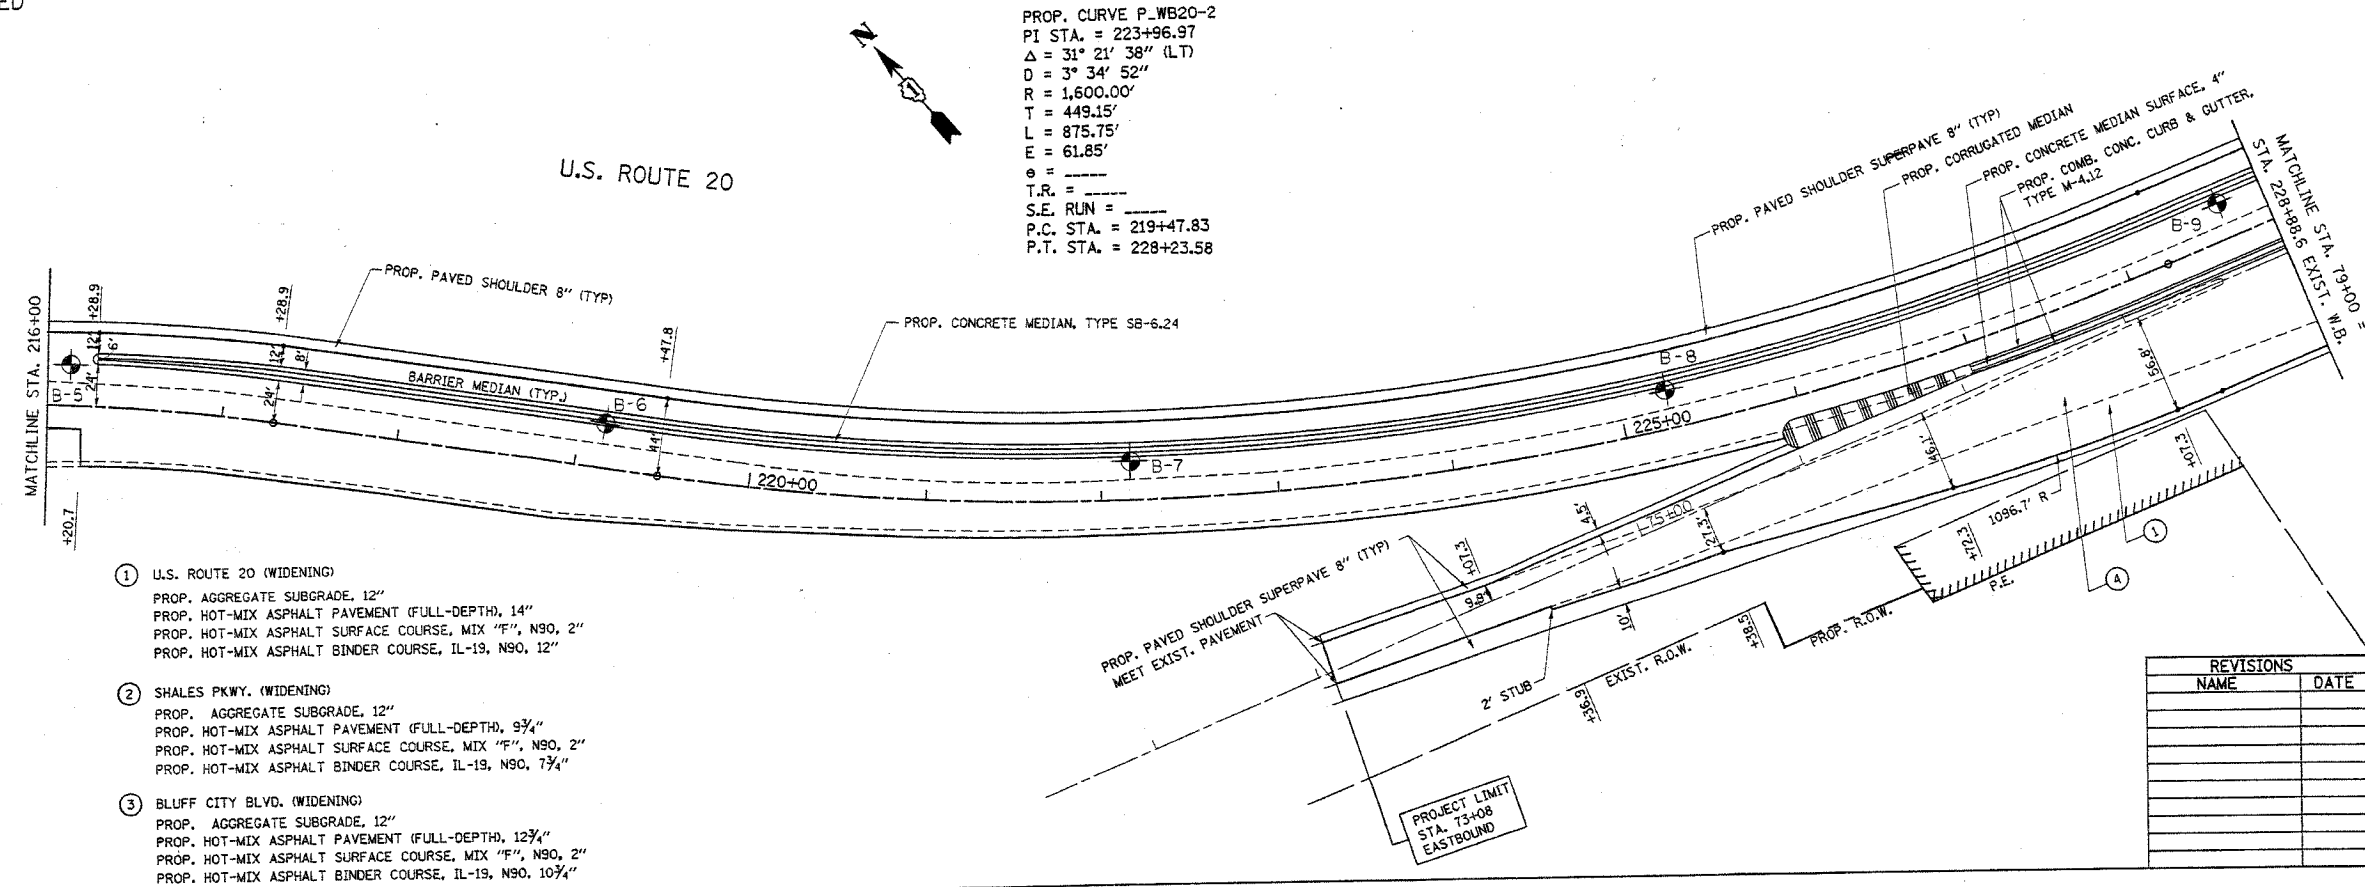 PROP. CURVE P_WB20-2
PI STA. = 223+96.97
Δ = 31° 21' 38" (LT)
D = 3° 34' 52"
R = 1,600.00'
T = 449.15'
L = 875.75'
E = 61.85'
e = _____
T.R. = _____
S.E. RUN = _____
P.C. STA. = 219+47.83
P.T. STA. = 228+23.58
N
1
U.S. ROUTE 20
PROP. PAVED SHOULDER SUPERPAVE 8" (TYP)
PROP. CORRUGATED MEDIAN
PROP. CONCRETE MEDIAN SURFACE, 4"
PROP. COMB. CONC. CURB & GUTTER,
TYPE M-4.12
MATCHLINE STA. 79+00 =
STA. 228+88.6 EXIST. W.B.
MATCHLINE STA. 216+00
+28.9
+28.9
+47.8
+20.7
PROP. PAVED SHOULDER 8" (TYP)
PROP. CONCRETE MEDIAN, TYPE SB-6.24
BARRIER MEDIAN (TYP.)
12'
6'
24'
12'
8'
24'
44'
B-5
B-6
B-7
B-8
B-9
220+00
225+00
56.8'
46.1'
+07.3
1096.7' R
+72.3
1
4
P.E.
PROP. R.O.W.
+38.5
EXIST. R.O.W.
+36.9
2' STUB
10'
27.3'
175+00
4.5'
+07.3
9.8'
PROP. PAVED SHOULDER SUPERPAVE 8" (TYP)
MEET EXIST. PAVEMENT
PROJECT LIMIT
STA. 73+08
EASTBOUND
1 U.S. ROUTE 20 (WIDENING)
PROP. AGGREGATE SUBGRADE, 12"
PROP. HOT-MIX ASPHALT PAVEMENT (FULL-DEPTH), 14"
PROP. HOT-MIX ASPHALT SURFACE COURSE, MIX "F", N90, 2"
PROP. HOT-MIX ASPHALT BINDER COURSE, IL-19, N90, 12"
2 SHALES PKWY. (WIDENING)
PROP. AGGREGATE SUBGRADE, 12"
PROP. HOT-MIX ASPHALT PAVEMENT (FULL-DEPTH), 9¾"
PROP. HOT-MIX ASPHALT SURFACE COURSE, MIX "F", N90, 2"
PROP. HOT-MIX ASPHALT BINDER COURSE, IL-19, N90, 7¾"
3 BLUFF CITY BLVD. (WIDENING)
PROP. AGGREGATE SUBGRADE, 12"
PROP. HOT-MIX ASPHALT PAVEMENT (FULL-DEPTH), 12¾"
PROP. HOT-MIX ASPHALT SURFACE COURSE, MIX "F", N90, 2"
PROP. HOT-MIX ASPHALT BINDER COURSE, IL-19, N90, 10¾"
REVISIONS
NAME DATE